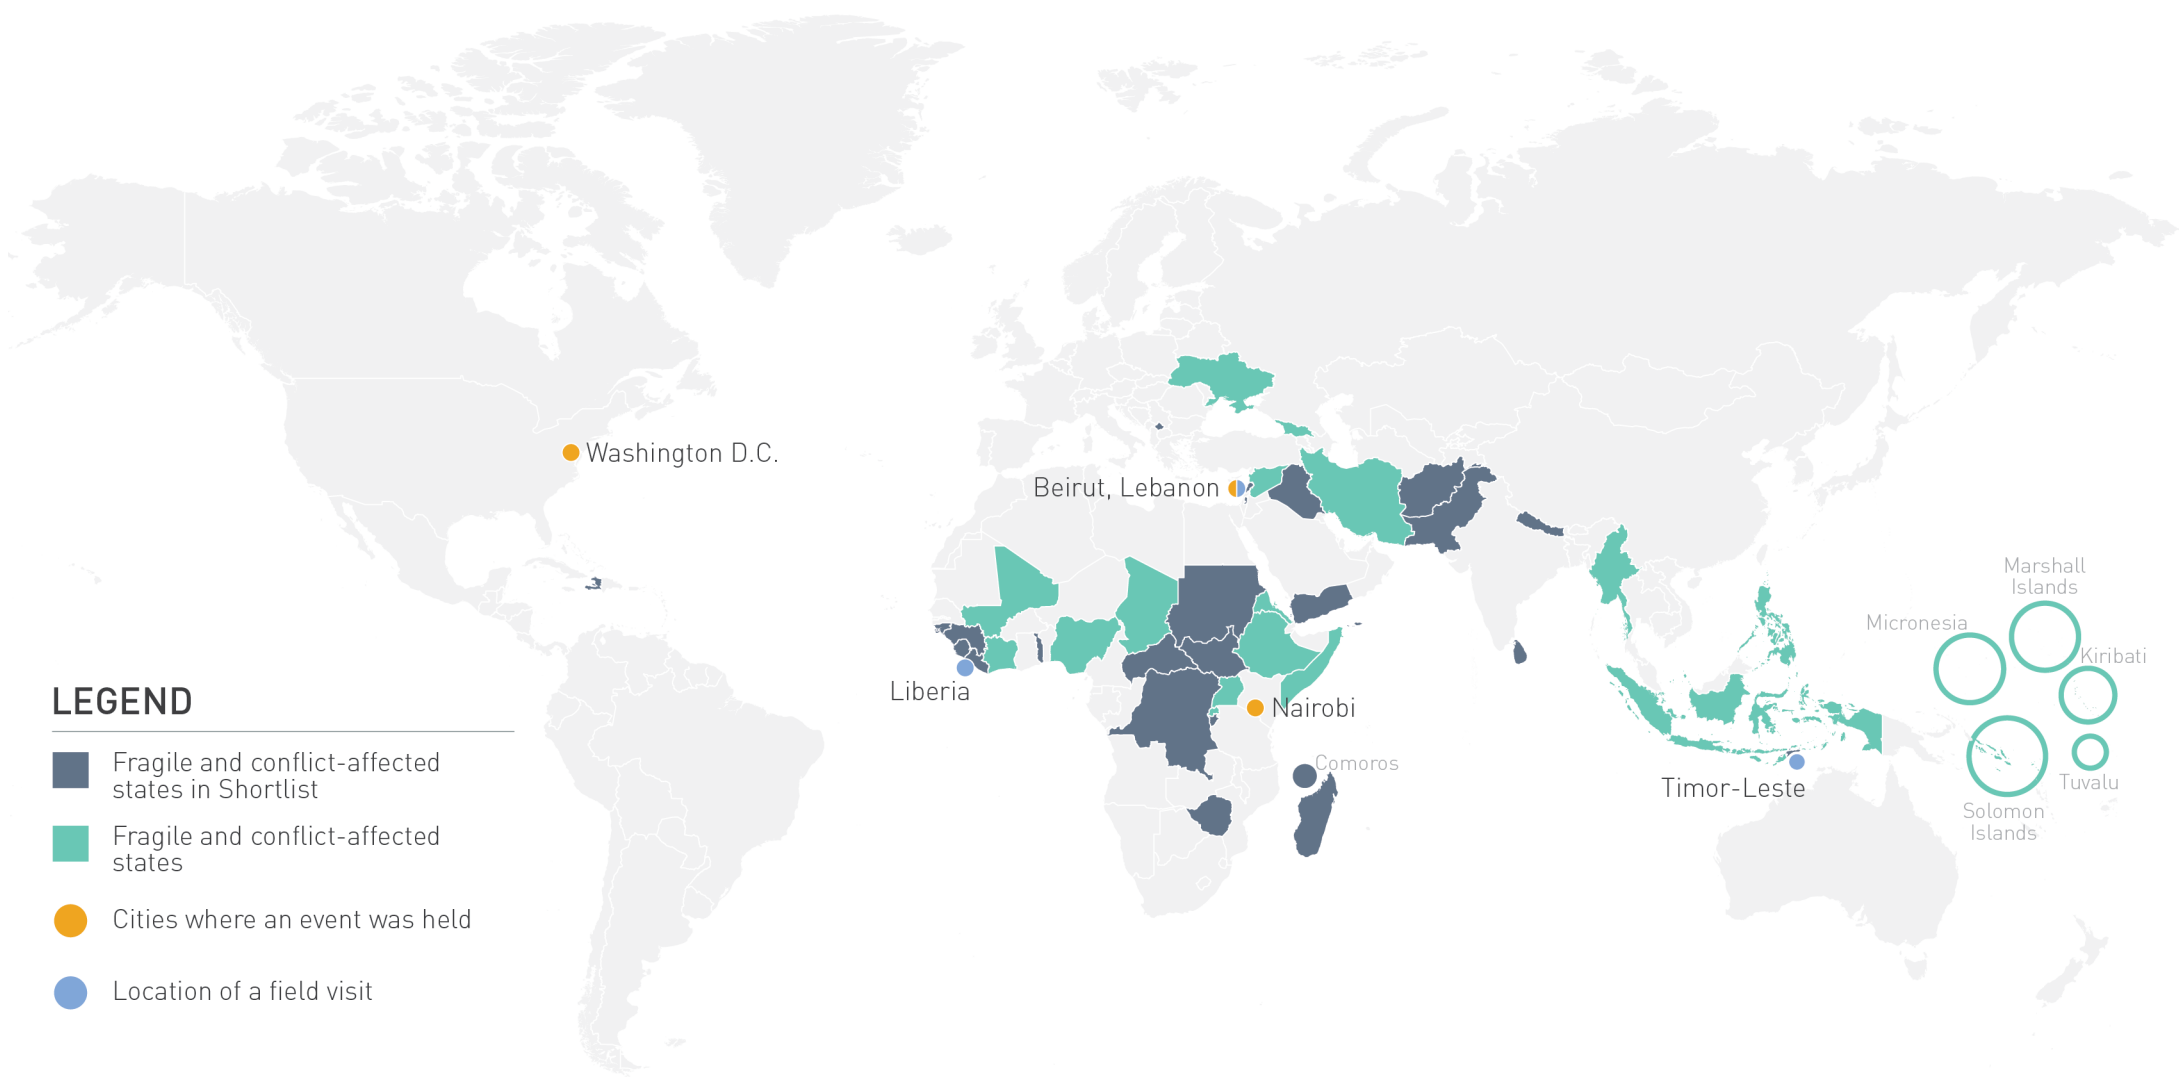 Washington D.C.
Beirut, Lebanon
Marshall
Islands
Micronesia
Kiribati
Liberia
Nairobi
Comoros
Timor-Leste
Tuvalu
Solomon
Islands
LEGEND
Fragile and conflict-affected
states in Shortlist
Fragile and conflict-affected
states
Cities where an event was held
Location of a field visit